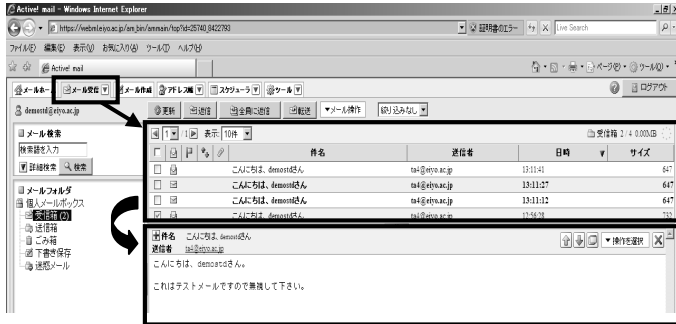 Active! mail - Windows Internet Explorer
https://webml.eiyo.ac.jp/am_bin/ammain/top?id=25740_8422793
証明書のエラー
Live Search
ファイル(F) 編集(E) 表示(V) お気に入り(A) ツール(T) ヘルプ(H)
Active! mail
ページ(P) ツール(O)
メールホーム メール受信 メール作成 アドレス帳 スケジューラ ツール ログアウト
demostd@eiyo.ac.jp
更新 返信 全員に返信 転送 ▼メール操作 絞り込みなし
メール検索
検索語を入力
▼詳細検索 検索
1 /1 表示: 10件
受信箱 2/4 0.00MB
件名 送信者 日時 ▼ サイズ
こんにちは、demostdさん ta4@eiyo.ac.jp 13:11:41 647
こんにちは、demostdさん ta4@eiyo.ac.jp 13:11:27 647
こんにちは、demostdさん ta4@eiyo.ac.jp 13:11:12 647
こんにちは、demostdさん ta4@eiyo.ac.jp 12:56:28 732
メールフォルダ
個人メールボックス
受信箱 (2)
送信箱
ごみ箱
下書き保存
迷惑メール
件名 こんにちは、demostdさん
送信者 ta4@eiyo.ac.jp
▼操作を選択 X
こんにちは、demostdさん。
これはテストメールですので無視して下さい。